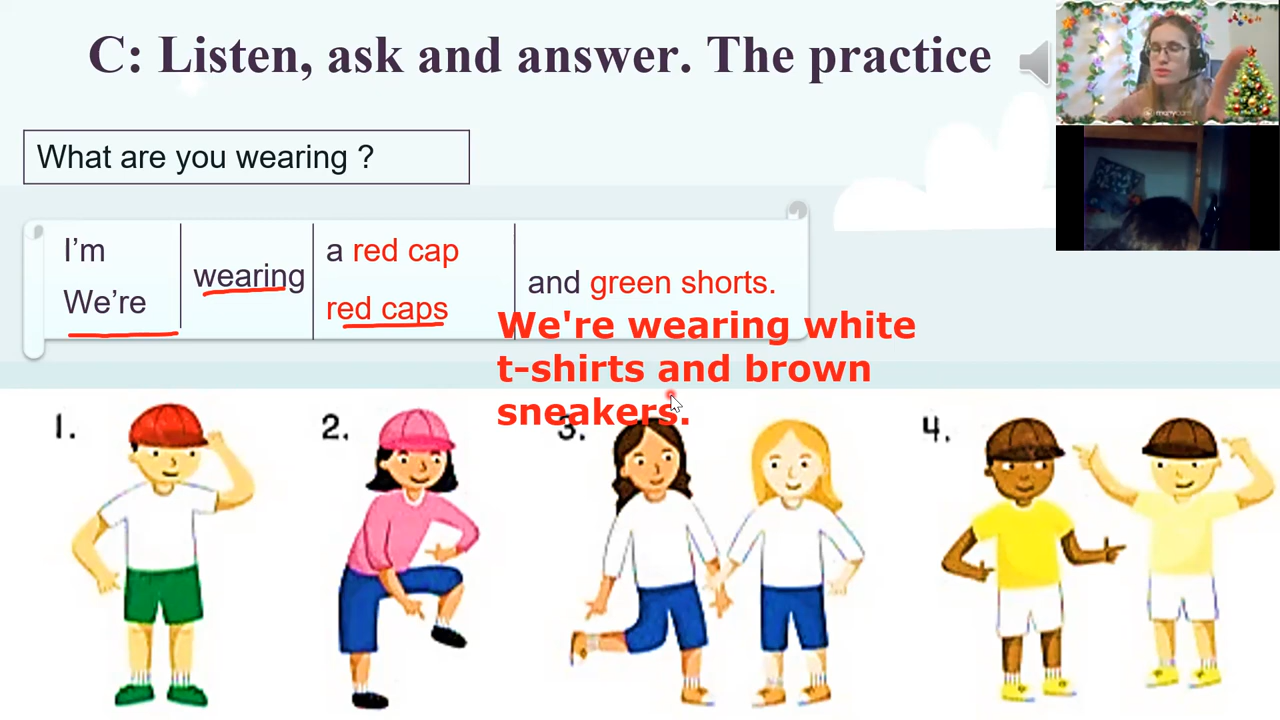 C: Listen, ask and answer. The practice
What are you wearing ?
I'm
We're
wearing
a red cap
red caps
and green shorts.
We're wearing white
t-shirts and brown
sneakers.
1.
2.
3.
4.
manycam